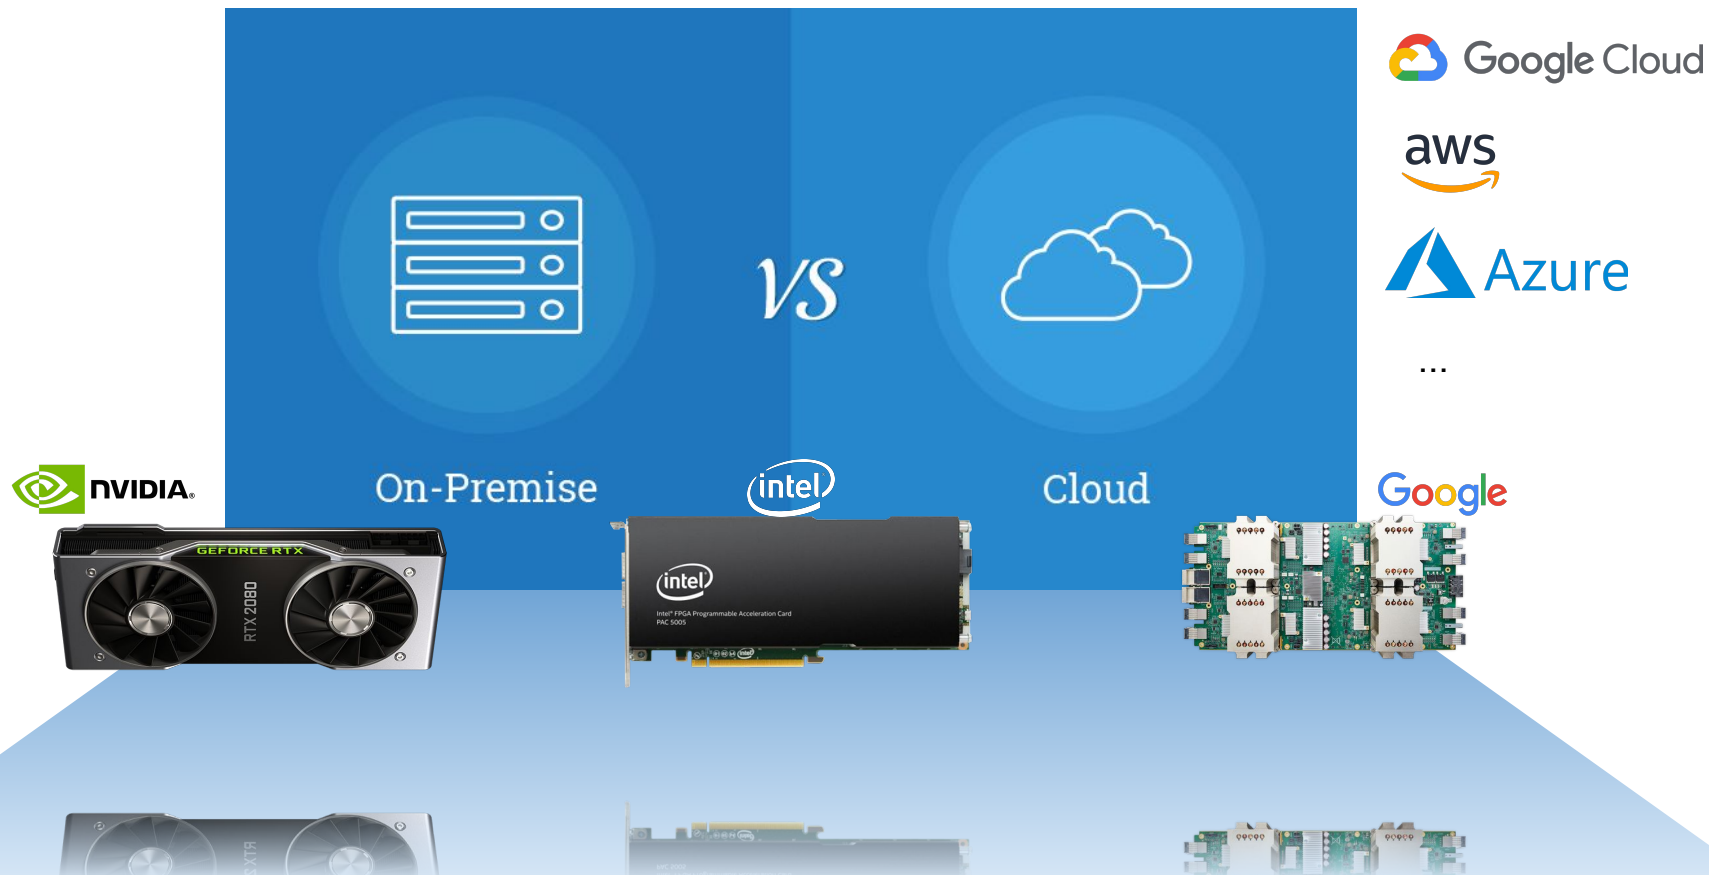 Google Cloud
aws
Azure
...
On-Premise
vs
Cloud
NVIDIA.
intel
Google
GEFORCE RTX
RTX 2080
intel
Intel® FPGA Programmable Acceleration Card
PAC 5005
intel